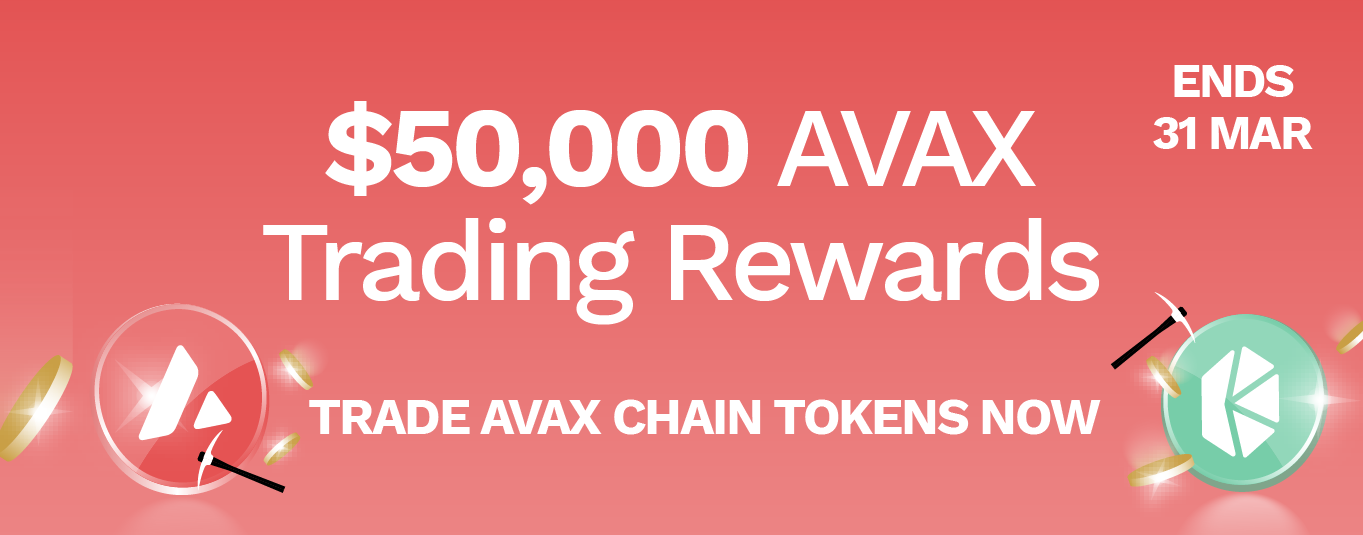 ENDS
31 MAR
$50,000 AVAX
Trading Rewards
TRADE AVAX CHAIN TOKENS NOW